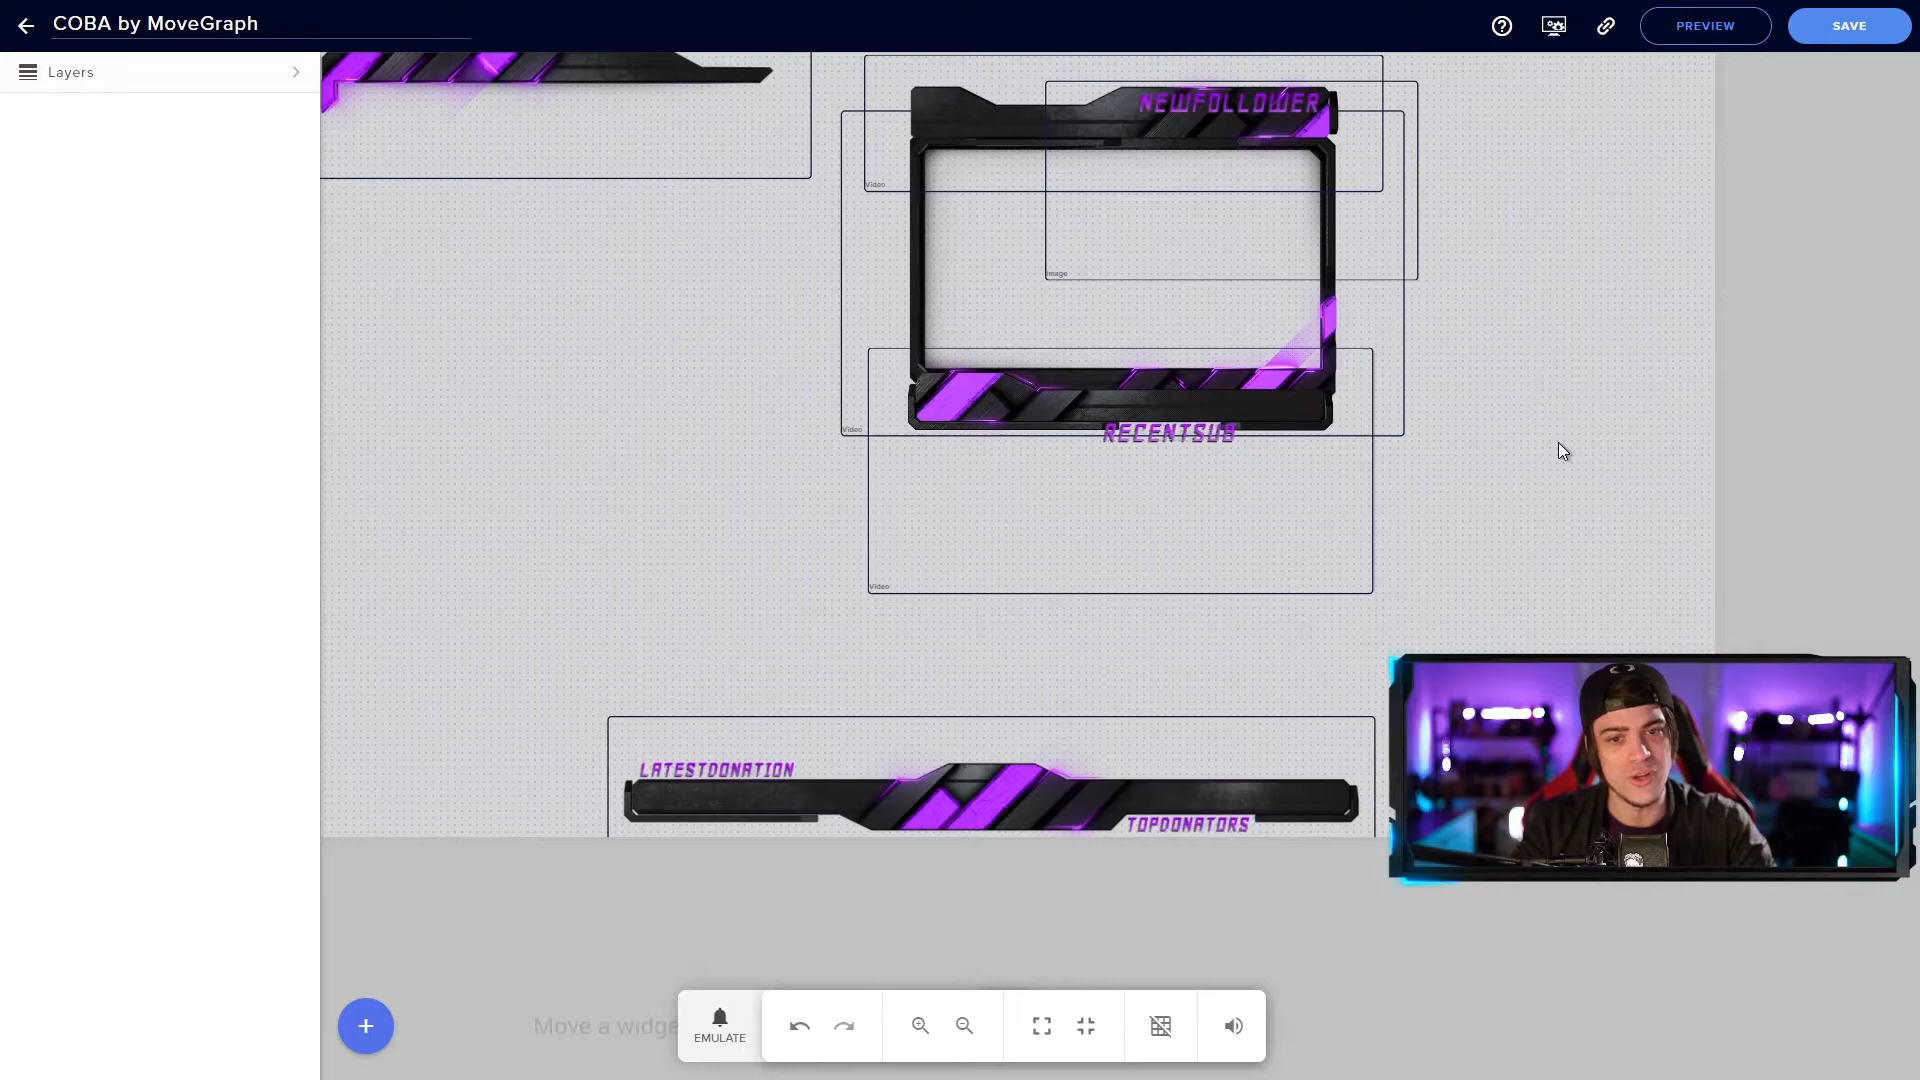 COBA by MoveGraph
PREVIEW
SAVE
Layers
NEWFOLLOWER
Video
Image
Video
RECENTSUB
Video
LATESTDONATION
TOPDONATORS
Move a widge
EMULATE